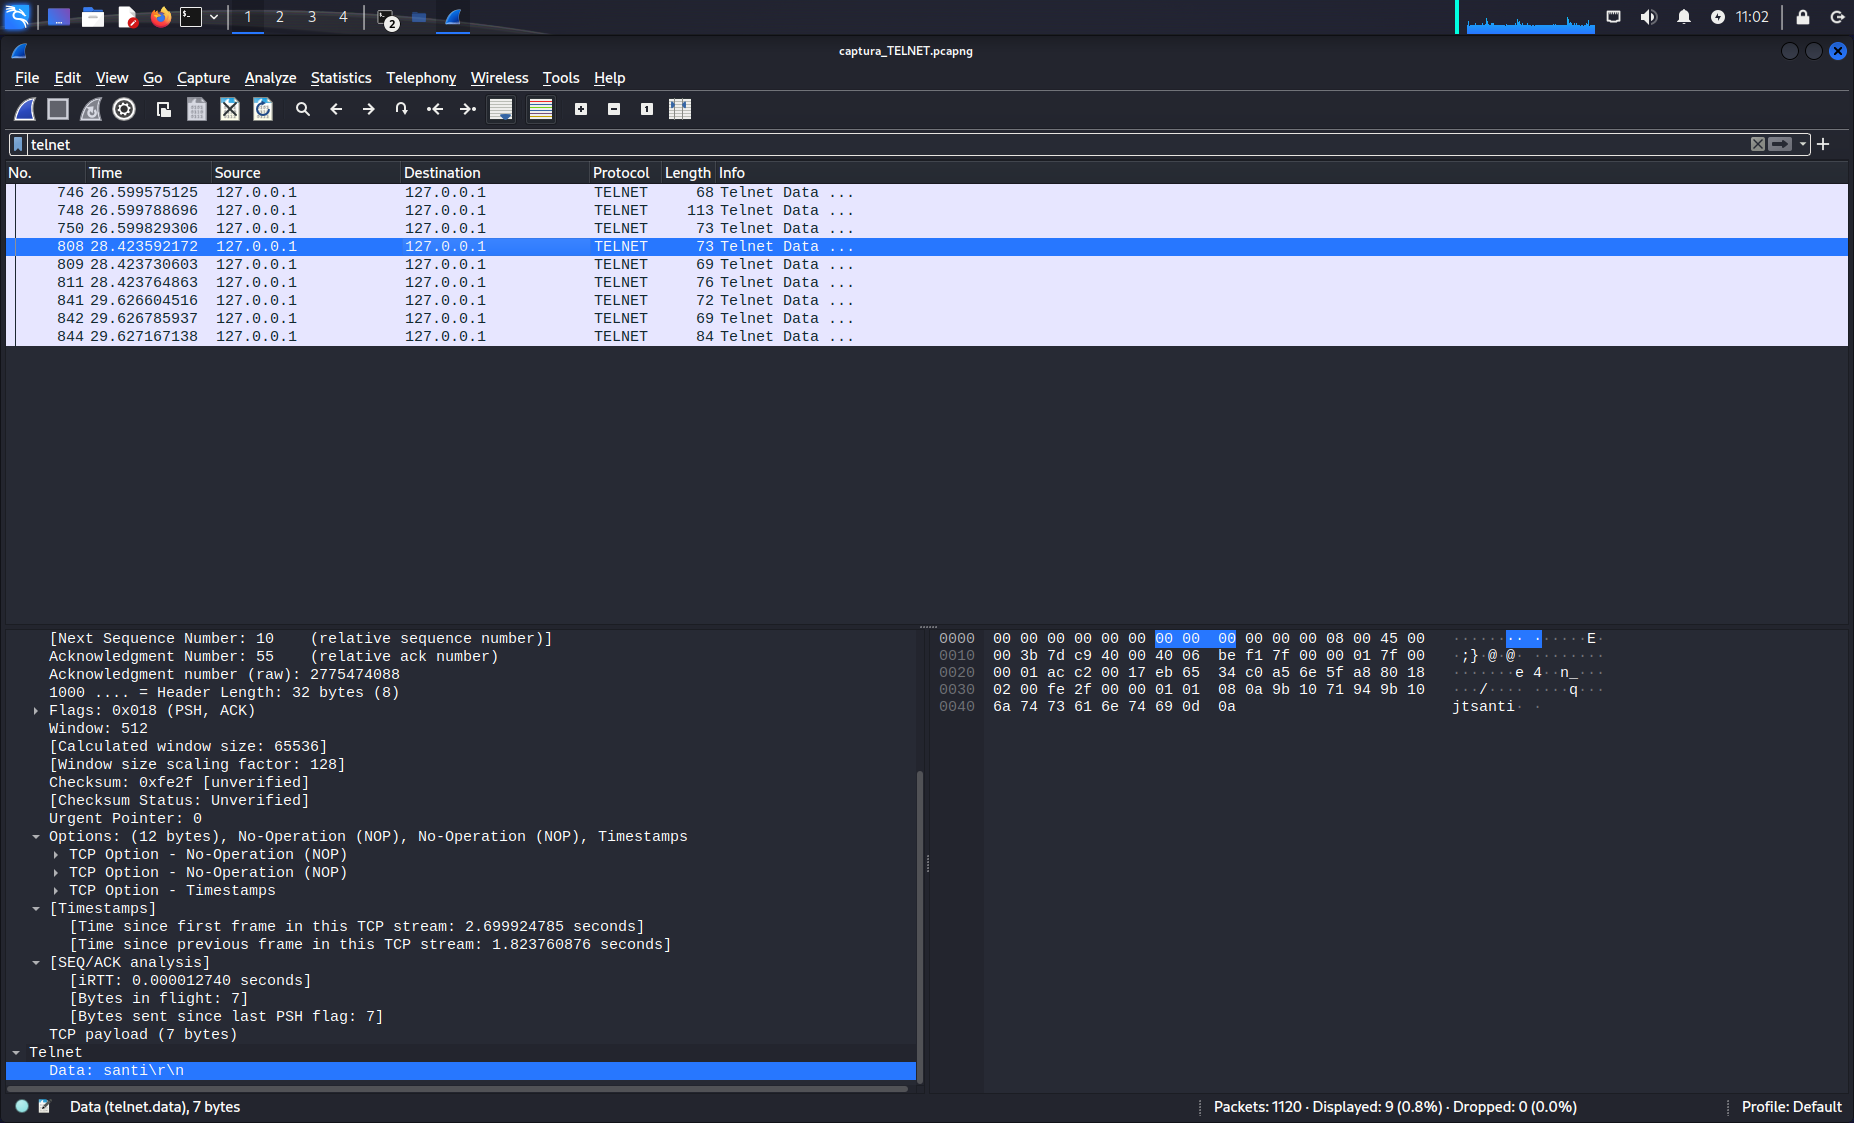 1 2 3 4 2 11:02
captura_TELNET.pcapng
File Edit View Go Capture Analyze Statistics Telephony Wireless Tools Help
telnet
No. Time Source Destination Protocol Length Info
746 26.599575125 127.0.0.1 127.0.0.1 TELNET 68 Telnet Data ...
748 26.599788696 127.0.0.1 127.0.0.1 TELNET 113 Telnet Data ...
750 26.599829306 127.0.0.1 127.0.0.1 TELNET 73 Telnet Data ...
808 28.423592172 127.0.0.1 127.0.0.1 TELNET 73 Telnet Data ...
809 28.423730603 127.0.0.1 127.0.0.1 TELNET 69 Telnet Data ...
811 28.423764863 127.0.0.1 127.0.0.1 TELNET 76 Telnet Data ...
841 29.626604516 127.0.0.1 127.0.0.1 TELNET 72 Telnet Data ...
842 29.626785937 127.0.0.1 127.0.0.1 TELNET 69 Telnet Data ...
844 29.627167138 127.0.0.1 127.0.0.1 TELNET 84 Telnet Data ...
[Next Sequence Number: 10    (relative sequence number)]
Acknowledgment Number: 55    (relative ack number)
Acknowledgment number (raw): 2775474088
1000 .... = Header Length: 32 bytes (8)
Flags: 0x018 (PSH, ACK)
Window: 512
[Calculated window size: 65536]
[Window size scaling factor: 128]
Checksum: 0xfe2f [unverified]
[Checksum Status: Unverified]
Urgent Pointer: 0
Options: (12 bytes), No-Operation (NOP), No-Operation (NOP), Timestamps
TCP Option - No-Operation (NOP)
TCP Option - No-Operation (NOP)
TCP Option - Timestamps
[Timestamps]
[Time since first frame in this TCP stream: 2.699924785 seconds]
[Time since previous frame in this TCP stream: 1.823760876 seconds]
[SEQ/ACK analysis]
[iRTT: 0.000012740 seconds]
[Bytes in flight: 7]
[Bytes sent since last PSH flag: 7]
TCP payload (7 bytes)
Telnet
Data: santi\r\n
0000 00 00 00 00 00 00 00 00 00 00 00 00 08 00 45 00 ·············· E·
0010 00 3b 7d c9 40 00 40 06 be f1 7f 00 00 01 7f 00 ·;}·@·@· ········
0020 00 01 ac c2 00 17 eb 65 34 c0 a5 6e 5f a8 80 18 ·······e 4··n_···
0030 02 00 fe 2f 00 00 01 01 08 0a 9b 10 71 94 9b 10 ···/···· ····q···
0040 6a 74 73 61 6e 74 69 0d 0a jtsanti· ·
Data (telnet.data), 7 bytes
Packets: 1120 · Displayed: 9 (0.8%) · Dropped: 0 (0.0%)
Profile: Default